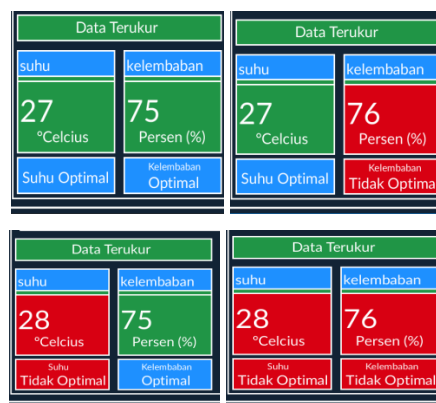 Data Terukur
suhu
kelembaban
27
75
°Celcius
Persen (%)
Suhu Optimal
Kelembaban
Optimal
Data Terukur
suhu
kelembaban
27
76
°Celcius
Persen (%)
Suhu Optimal
Kelembaban
Tidak Optima
Data Terukur
suhu
kelembaban
28
75
°Celcius
Persen (%)
Suhu
Tidak Optimal
Kelembaban
Optimal
Data Terukur
suhu
kelembaban
28
76
°Celcius
Persen (%)
Suhu
Tidak Optimal
Kelembaban
Tidak Optimal